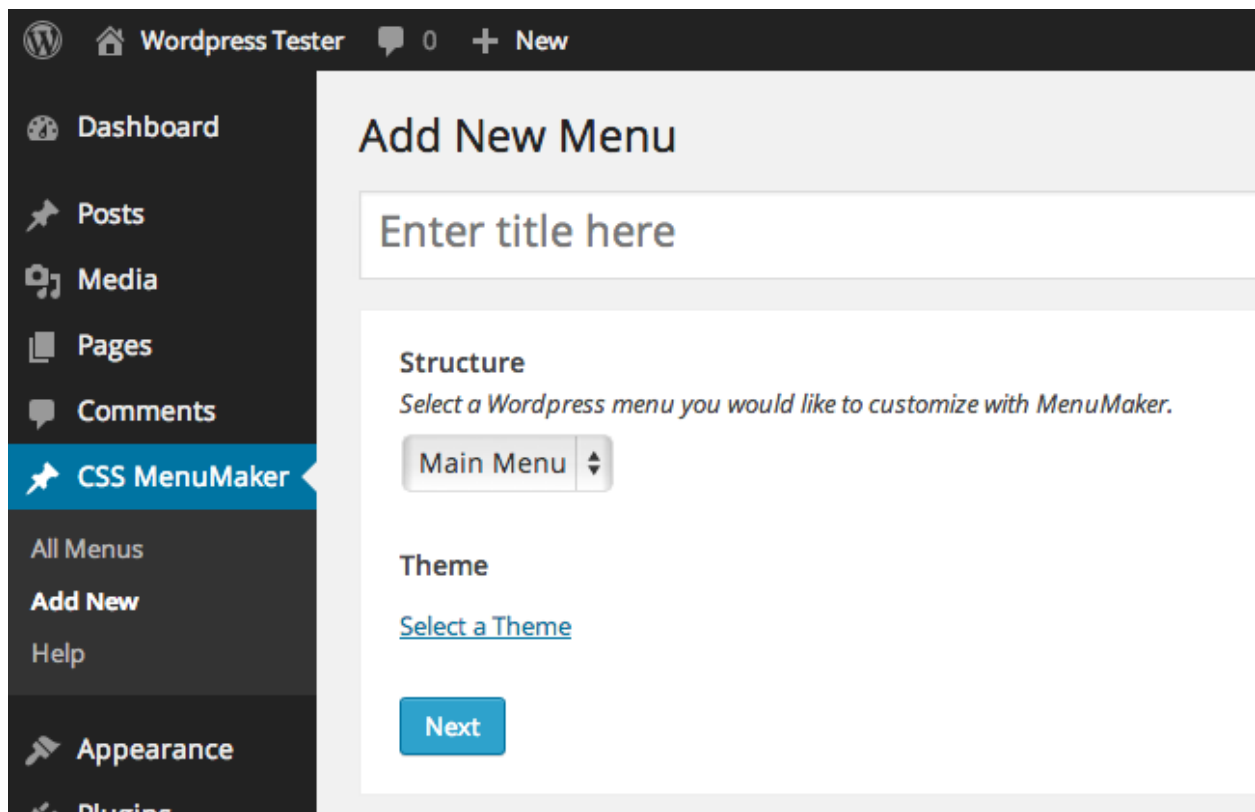 Wordpress Tester 0 + New
Dashboard
Posts
Media
Pages
Comments
CSS MenuMaker
All Menus
Add New
Help
Appearance
Plugins
Add New Menu
Enter title here
Structure
Select a Wordpress menu you would like to customize with MenuMaker.
Main Menu
Theme
Select a Theme
Next